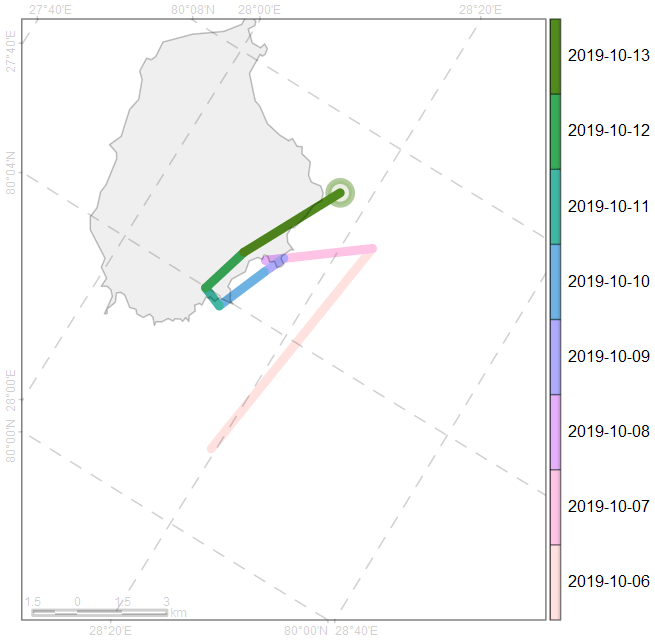 27°40'E 80°08'N 28°00'E 28°20'E
27°40'E
80°04'N
28°00'E
80°00'N
2019-10-13
2019-10-12
2019-10-11
2019-10-10
2019-10-09
2019-10-08
2019-10-07
2019-10-06
1.5 0 1.5 3
km
28°20'E 80°00'N 28°40'E